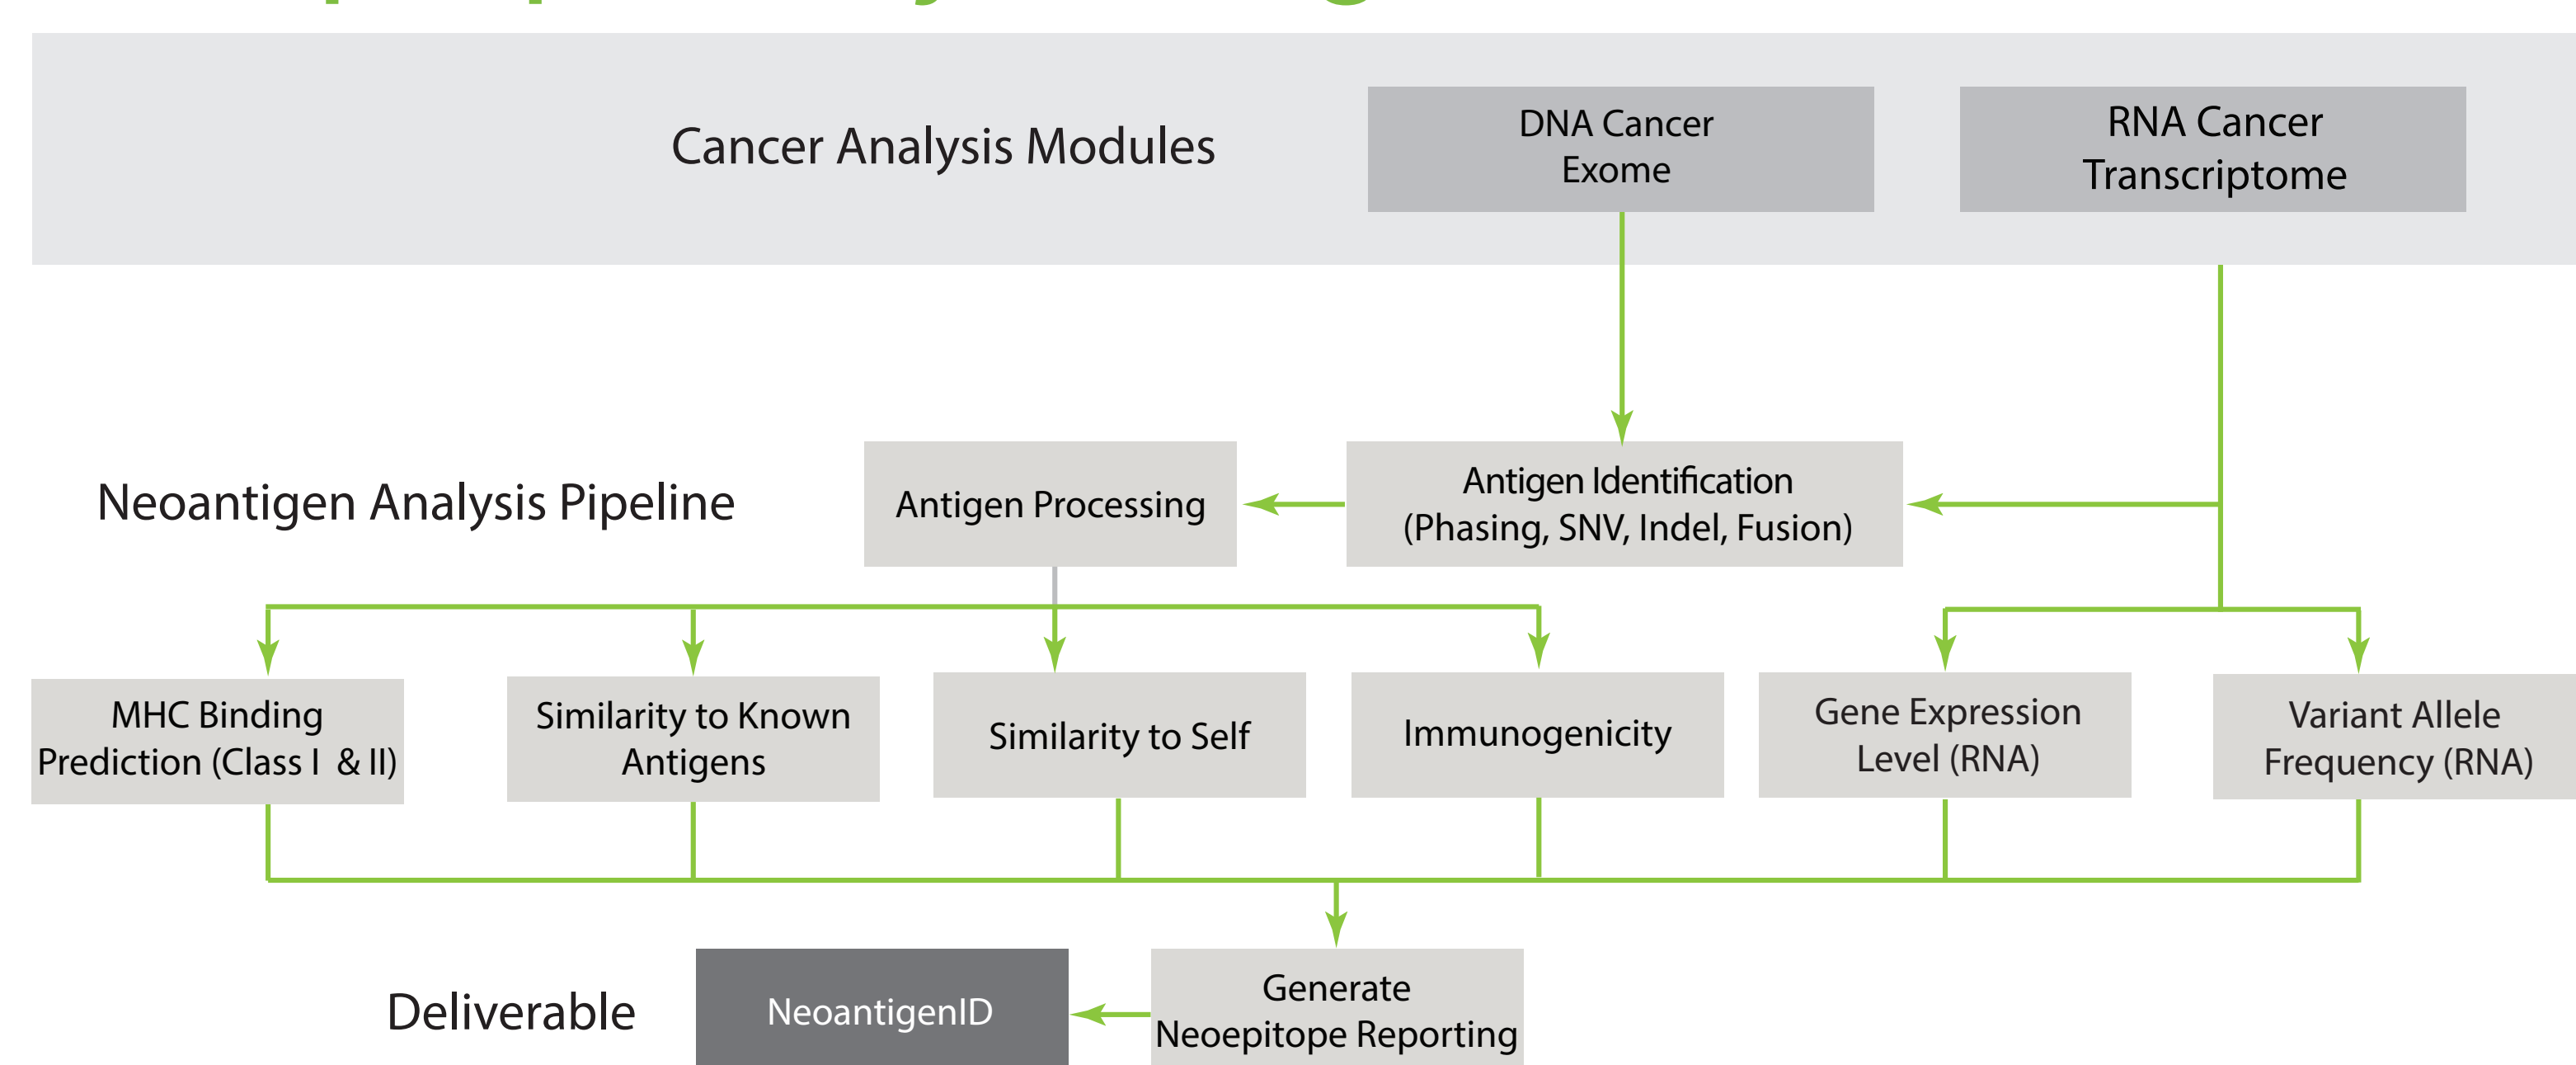 Cancer Analysis Modules
DNA Cancer
Exome
RNA Cancer
Transcriptome
Neoantigen Analysis Pipeline
Antigen Processing
Antigen Identification
(Phasing, SNV, Indel, Fusion)
MHC Binding
Prediction (Class I & II)
Similarity to Known
Antigens
Similarity to Self
Immunogenicity
Gene Expression
Level (RNA)
Variant Allele
Frequency (RNA)
Deliverable
NeoantigenID
Generate
Neoepitope Reporting